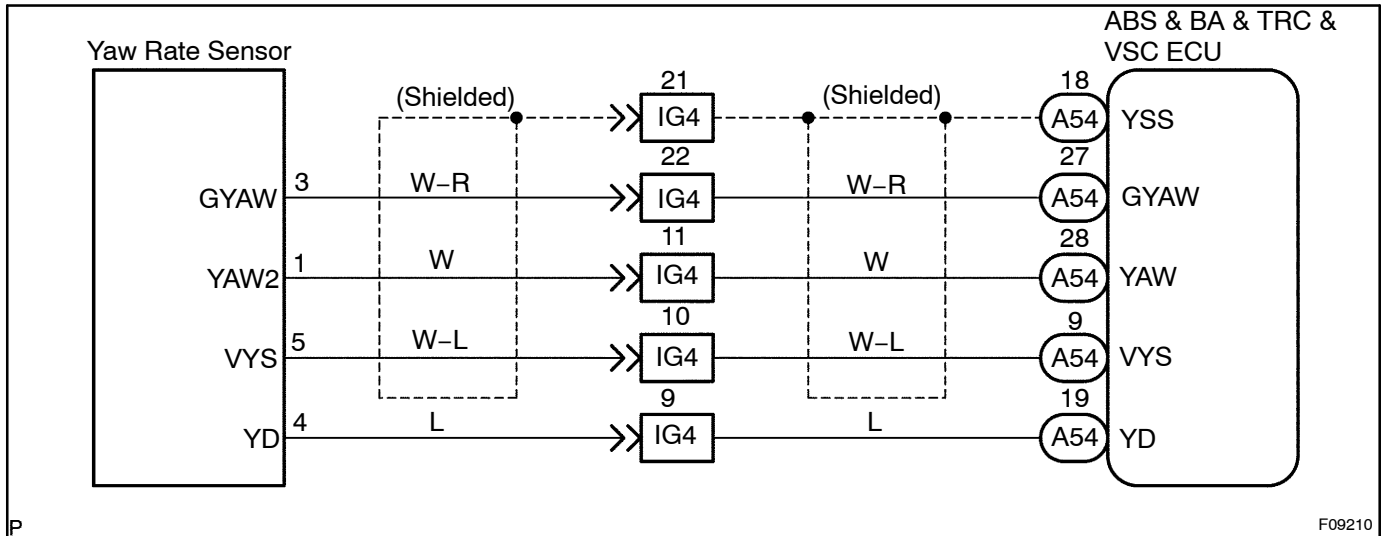 ABS & BA & TRC &
VSC ECU
Yaw Rate Sensor
(Shielded)
21
IG4
(Shielded)
18
A54
YSS
GYAW
3
W–R
22
IG4
W–R
27
A54
GYAW
YAW2
1
W
11
IG4
W
28
A54
YAW
VYS
5
W–L
10
IG4
W–L
9
A54
VYS
YD
4
L
9
IG4
L
19
A54
YD
P
F09210